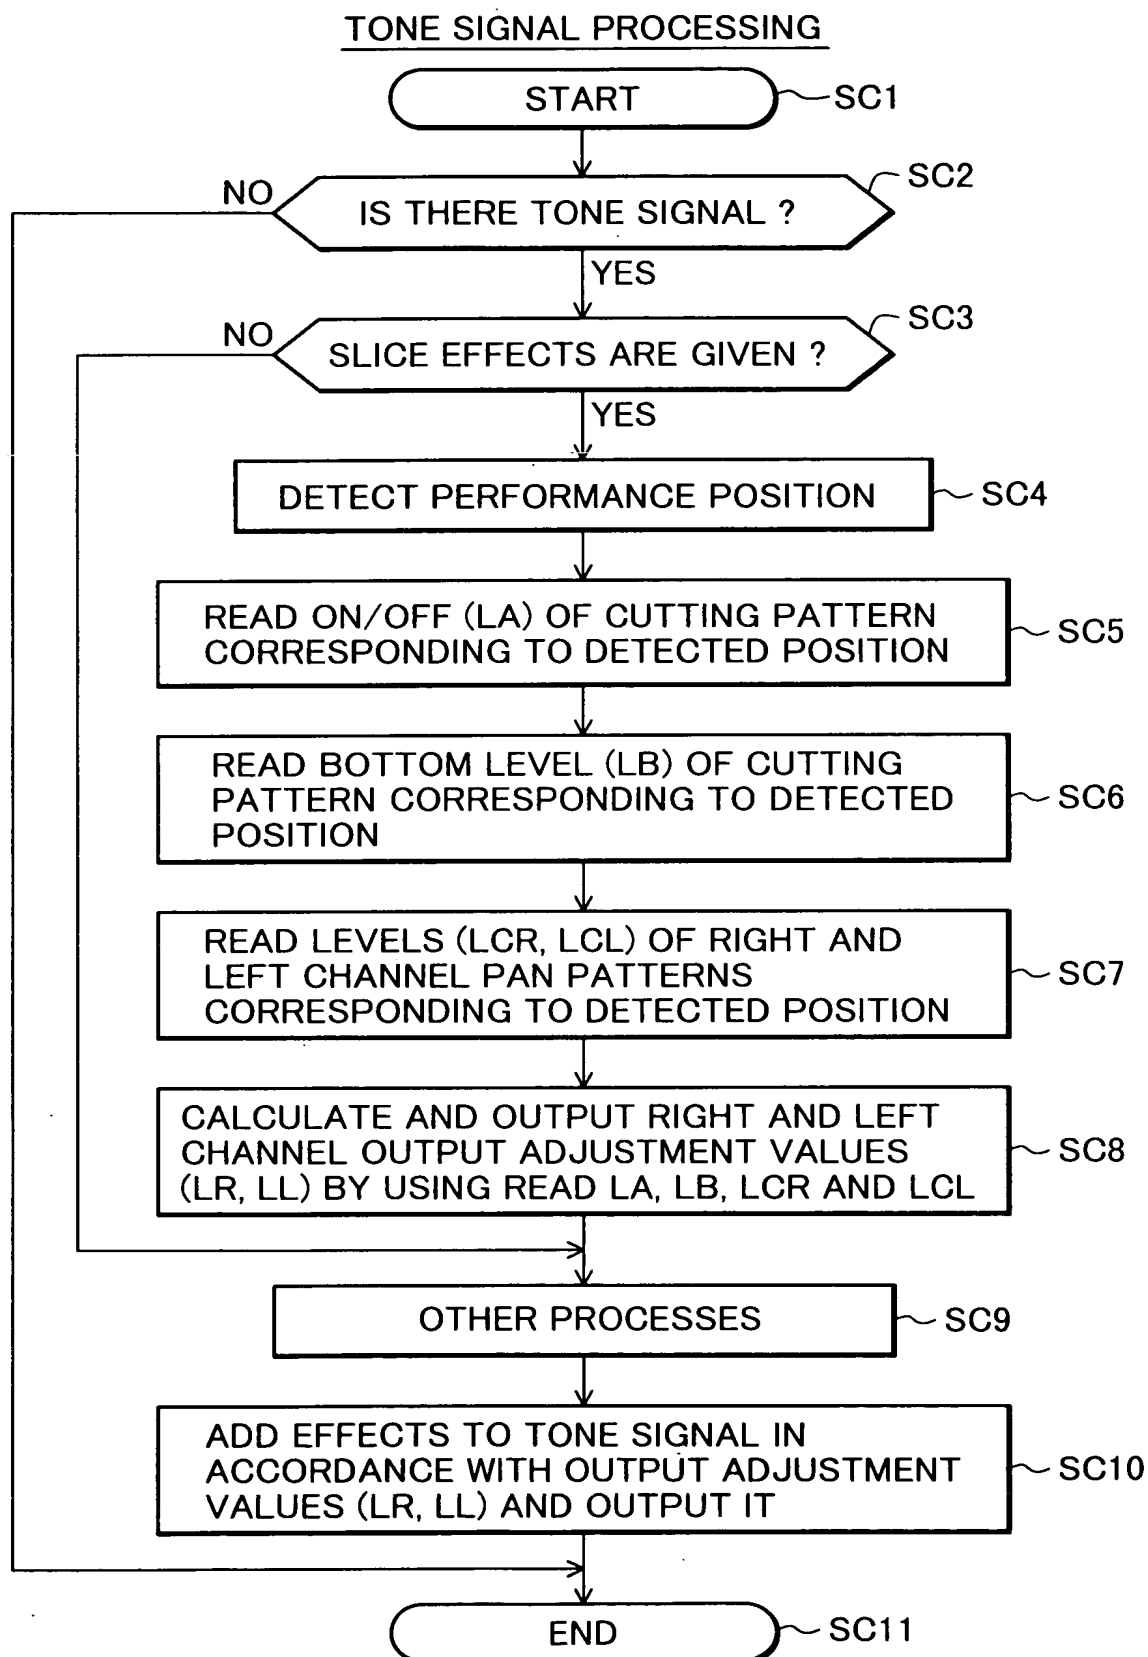 TONE SIGNAL PROCESSING
START
SC1
NO
IS THERE TONE SIGNAL ?
SC2
YES
NO
SLICE EFFECTS ARE GIVEN ?
SC3
YES
DETECT PERFORMANCE POSITION
SC4
READ ON/OFF (LA) OF CUTTING PATTERN
CORRESPONDING TO DETECTED POSITION
SC5
READ BOTTOM LEVEL (LB) OF CUTTING
PATTERN CORRESPONDING TO DETECTED
POSITION
SC6
READ LEVELS (LCR, LCL) OF RIGHT AND
LEFT CHANNEL PAN PATTERNS
CORRESPONDING TO DETECTED POSITION
SC7
CALCULATE AND OUTPUT RIGHT AND LEFT
CHANNEL OUTPUT ADJUSTMENT VALUES
(LR, LL) BY USING READ LA, LB, LCR AND LCL
SC8
OTHER PROCESSES
SC9
ADD EFFECTS TO TONE SIGNAL IN
ACCORDANCE WITH OUTPUT ADJUSTMENT
VALUES (LR, LL) AND OUTPUT IT
SC10
END
SC11